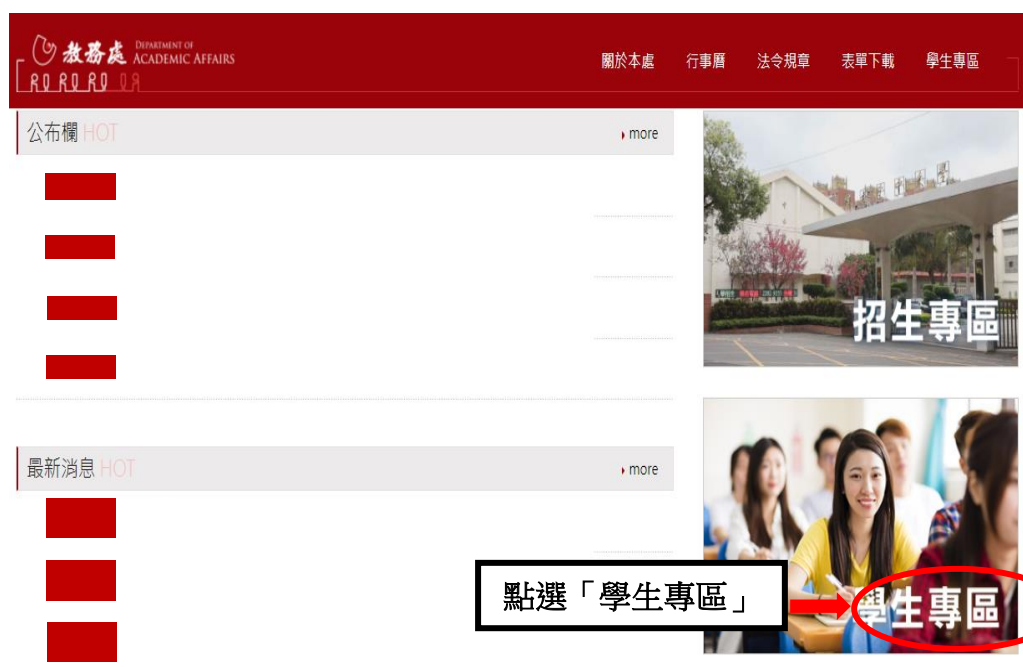 教務處 DEPARTMENT OF
ACADEMIC AFFAIRS
關於本處 行事曆 法令規章 表單下載 學生專區
公布欄 HOT
more
招生專區
最新消息 HOT
more
點選「學生專區」
學生專區